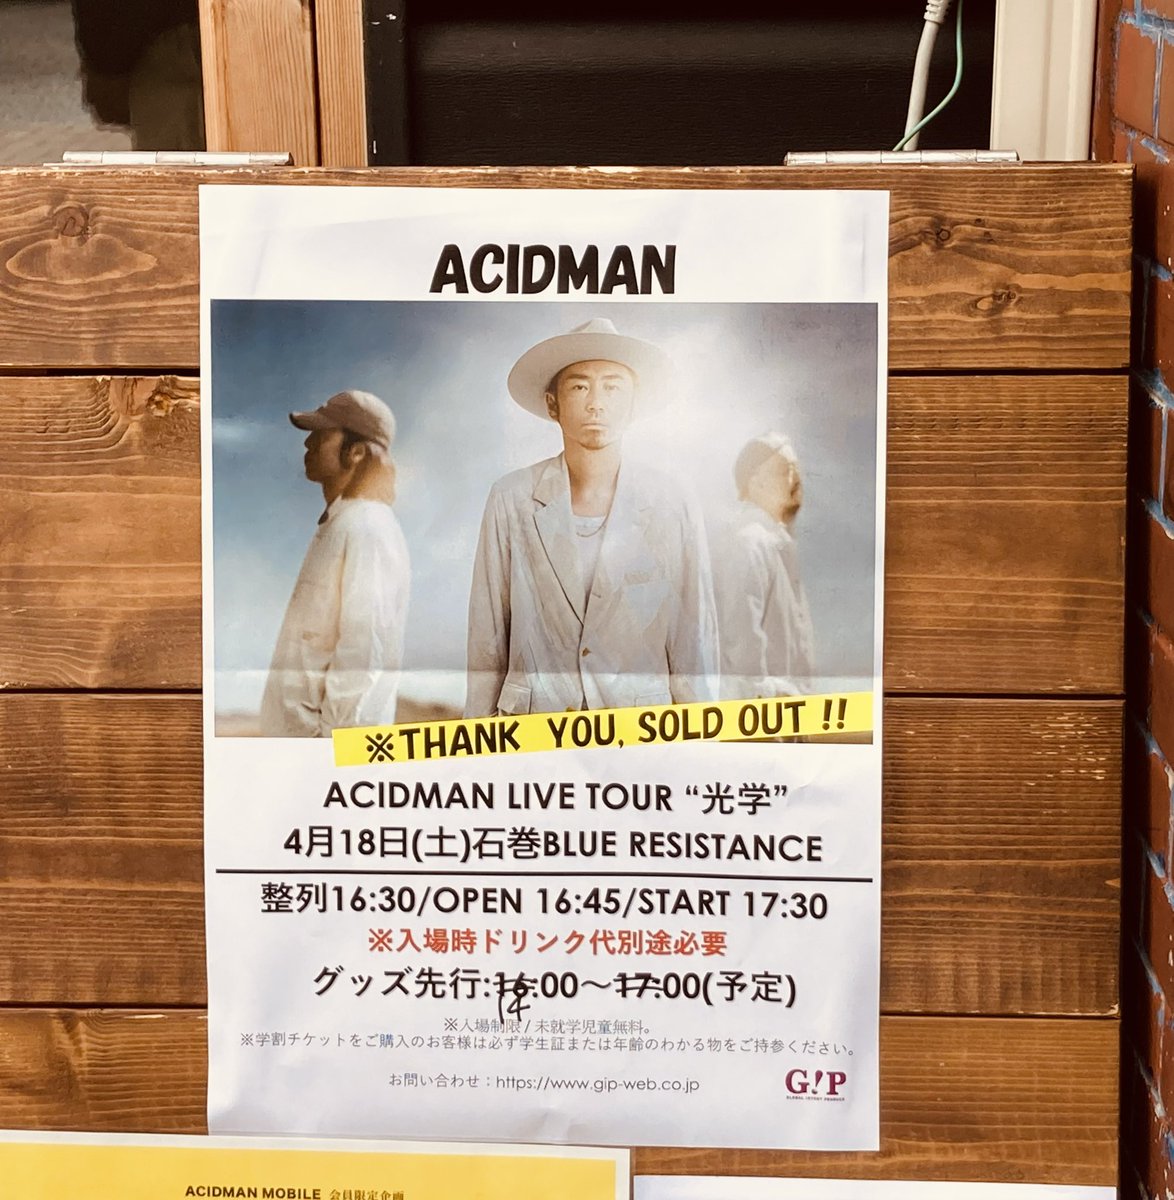 ACIDMAN
※THANK YOU, SOLD OUT !!
ACIDMAN LIVE TOUR “光学”
4月18日(土)石巻BLUE RESISTANCE
整列16:30/OPEN 16:45/START 17:30
※入場時ドリンク代別途必要
グッズ先行:16:00～17:00(予定)
14
※入場制限 / 未就学児童無料。
※学割チケットをご購入のお客様は必ず学生証または年齢のわかる物をご持参ください。
お問い合わせ：https://www.gip-web.co.jp
G!P
ACIDMAN MOBILE 会員限定企画